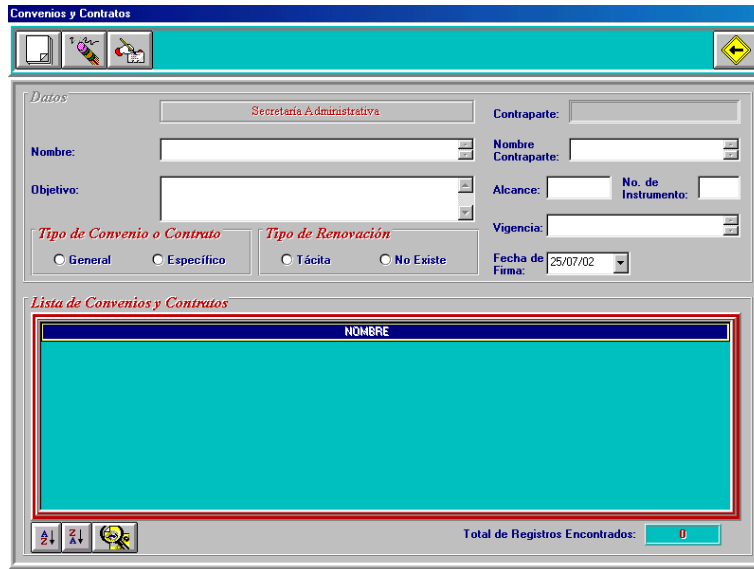 Convenios y Contratos
Datos
Secretaría Administrativa
Contraparte:
Nombre:
Nombre
Contraparte:
Objetivo:
Alcance:
No. de
Instrumento:
Vigencia:
Tipo de Convenio o Contrato
Tipo de Renovación
General
Específico
Tácita
No Existe
Fecha de
Firma:
25/07/02
Lista de Convenios y Contratos
NOMBRE
A
Z
Z
A
Total de Registros Encontrados:
0